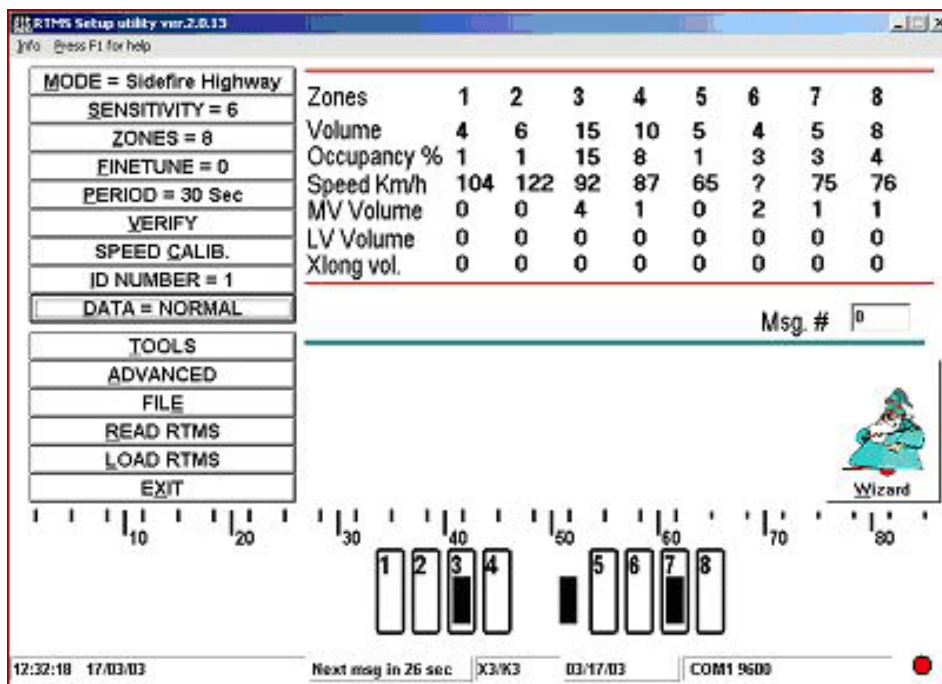 RTMS Setup utility ver.2.0.13
Info Press F1 for help
MODE = Sidefire Highway
SENSITIVITY = 6
ZONES = 8
FINETUNE = 0
PERIOD = 30 Sec
VERIFY
SPEED CALIB.
ID NUMBER = 1
DATA = NORMAL
TOOLS
ADVANCED
FILE
READ RTMS
LOAD RTMS
EXIT
Zones 1 2 3 4 5 6 7 8
Volume 4 6 15 10 5 4 5 8
Occupancy % 1 1 15 8 1 3 3 4
Speed Km/h 104 122 92 87 65 ? 75 76
MV Volume 0 0 4 1 0 2 1 1
LV Volume 0 0 0 0 0 0 0 0
Xlong vol. 0 0 0 0 0 0 0 0
Msg. # 0
Wizard
10 20 30 40 50 60 70 80
1 2 3 4 5 6 7 8
12:32:18 17/03/03 Next msg in 26 sec X3/K3 03/17/03 COM1 9600